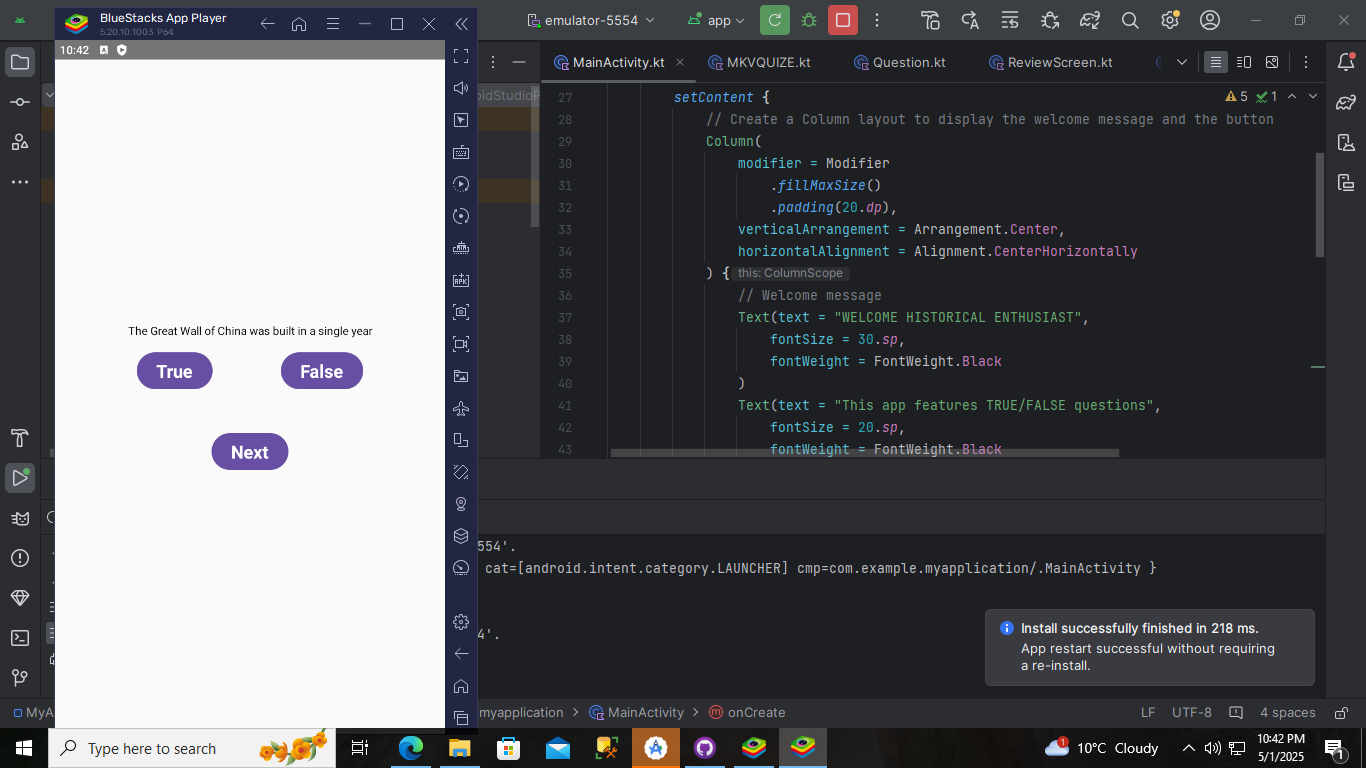 BlueStacks App Player
5.20.10.1003 P64
10:42
The Great Wall of China was built in a single year
True
False
Next
emulator-5554
app
oidStudioP
MainActivity.kt
MKVQUIZE.kt
Question.kt
ReviewScreen.kt
5
1
27 setContent {
28 // Create a Column layout to display the welcome message and the button
29 Column(
30 modifier = Modifier
31 .fillMaxSize()
32 .padding(20.dp),
33 verticalArrangement = Arrangement.Center,
34 horizontalAlignment = Alignment.CenterHorizontally
35 ) { this: ColumnScope
36 // Welcome message
37 Text(text = "WELCOME HISTORICAL ENTHUSIAST",
38 fontSize = 30.sp,
39 fontWeight = FontWeight.Black
40 )
41 Text(text = "This app features TRUE/FALSE questions",
42 fontSize = 20.sp,
43 fontWeight = FontWeight.Black
554'.
cat=[android.intent.category.LAUNCHER] cmp=com.example.myapplication/.MainActivity }
4'.
Install successfully finished in 218 ms.
App restart successful without requiring
a re-install.
MyA
myapplication > MainActivity > onCreate
LF UTF-8 4 spaces
Type here to search
1
10°C Cloudy
10:42 PM
5/1/2025
1